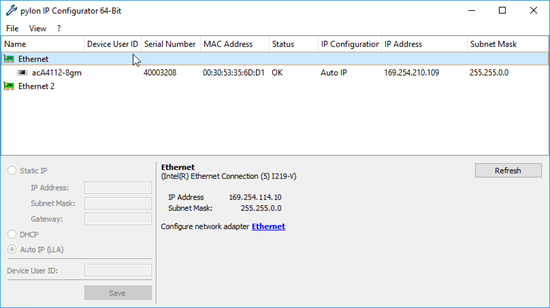 pylon IP Configurator 64-Bit
File View ?
Name Device User ID Serial Number MAC Address Status IP Configuration IP Address Subnet Mask
Ethernet
acA4112-8gm 40003208 00:30:53:35:6D:D1 OK Auto IP 169.254.210.109 255.255.0.0
Ethernet 2
Static IP
IP Address:
Subnet Mask:
Gateway:
DHCP
Auto IP (LLA)
Device User ID:
Save
Ethernet
(Intel(R) Ethernet Connection (5) I219-V)
IP Address 169.254.114.10
Subnet Mask: 255.255.0.0
Configure network adapter Ethernet
Refresh